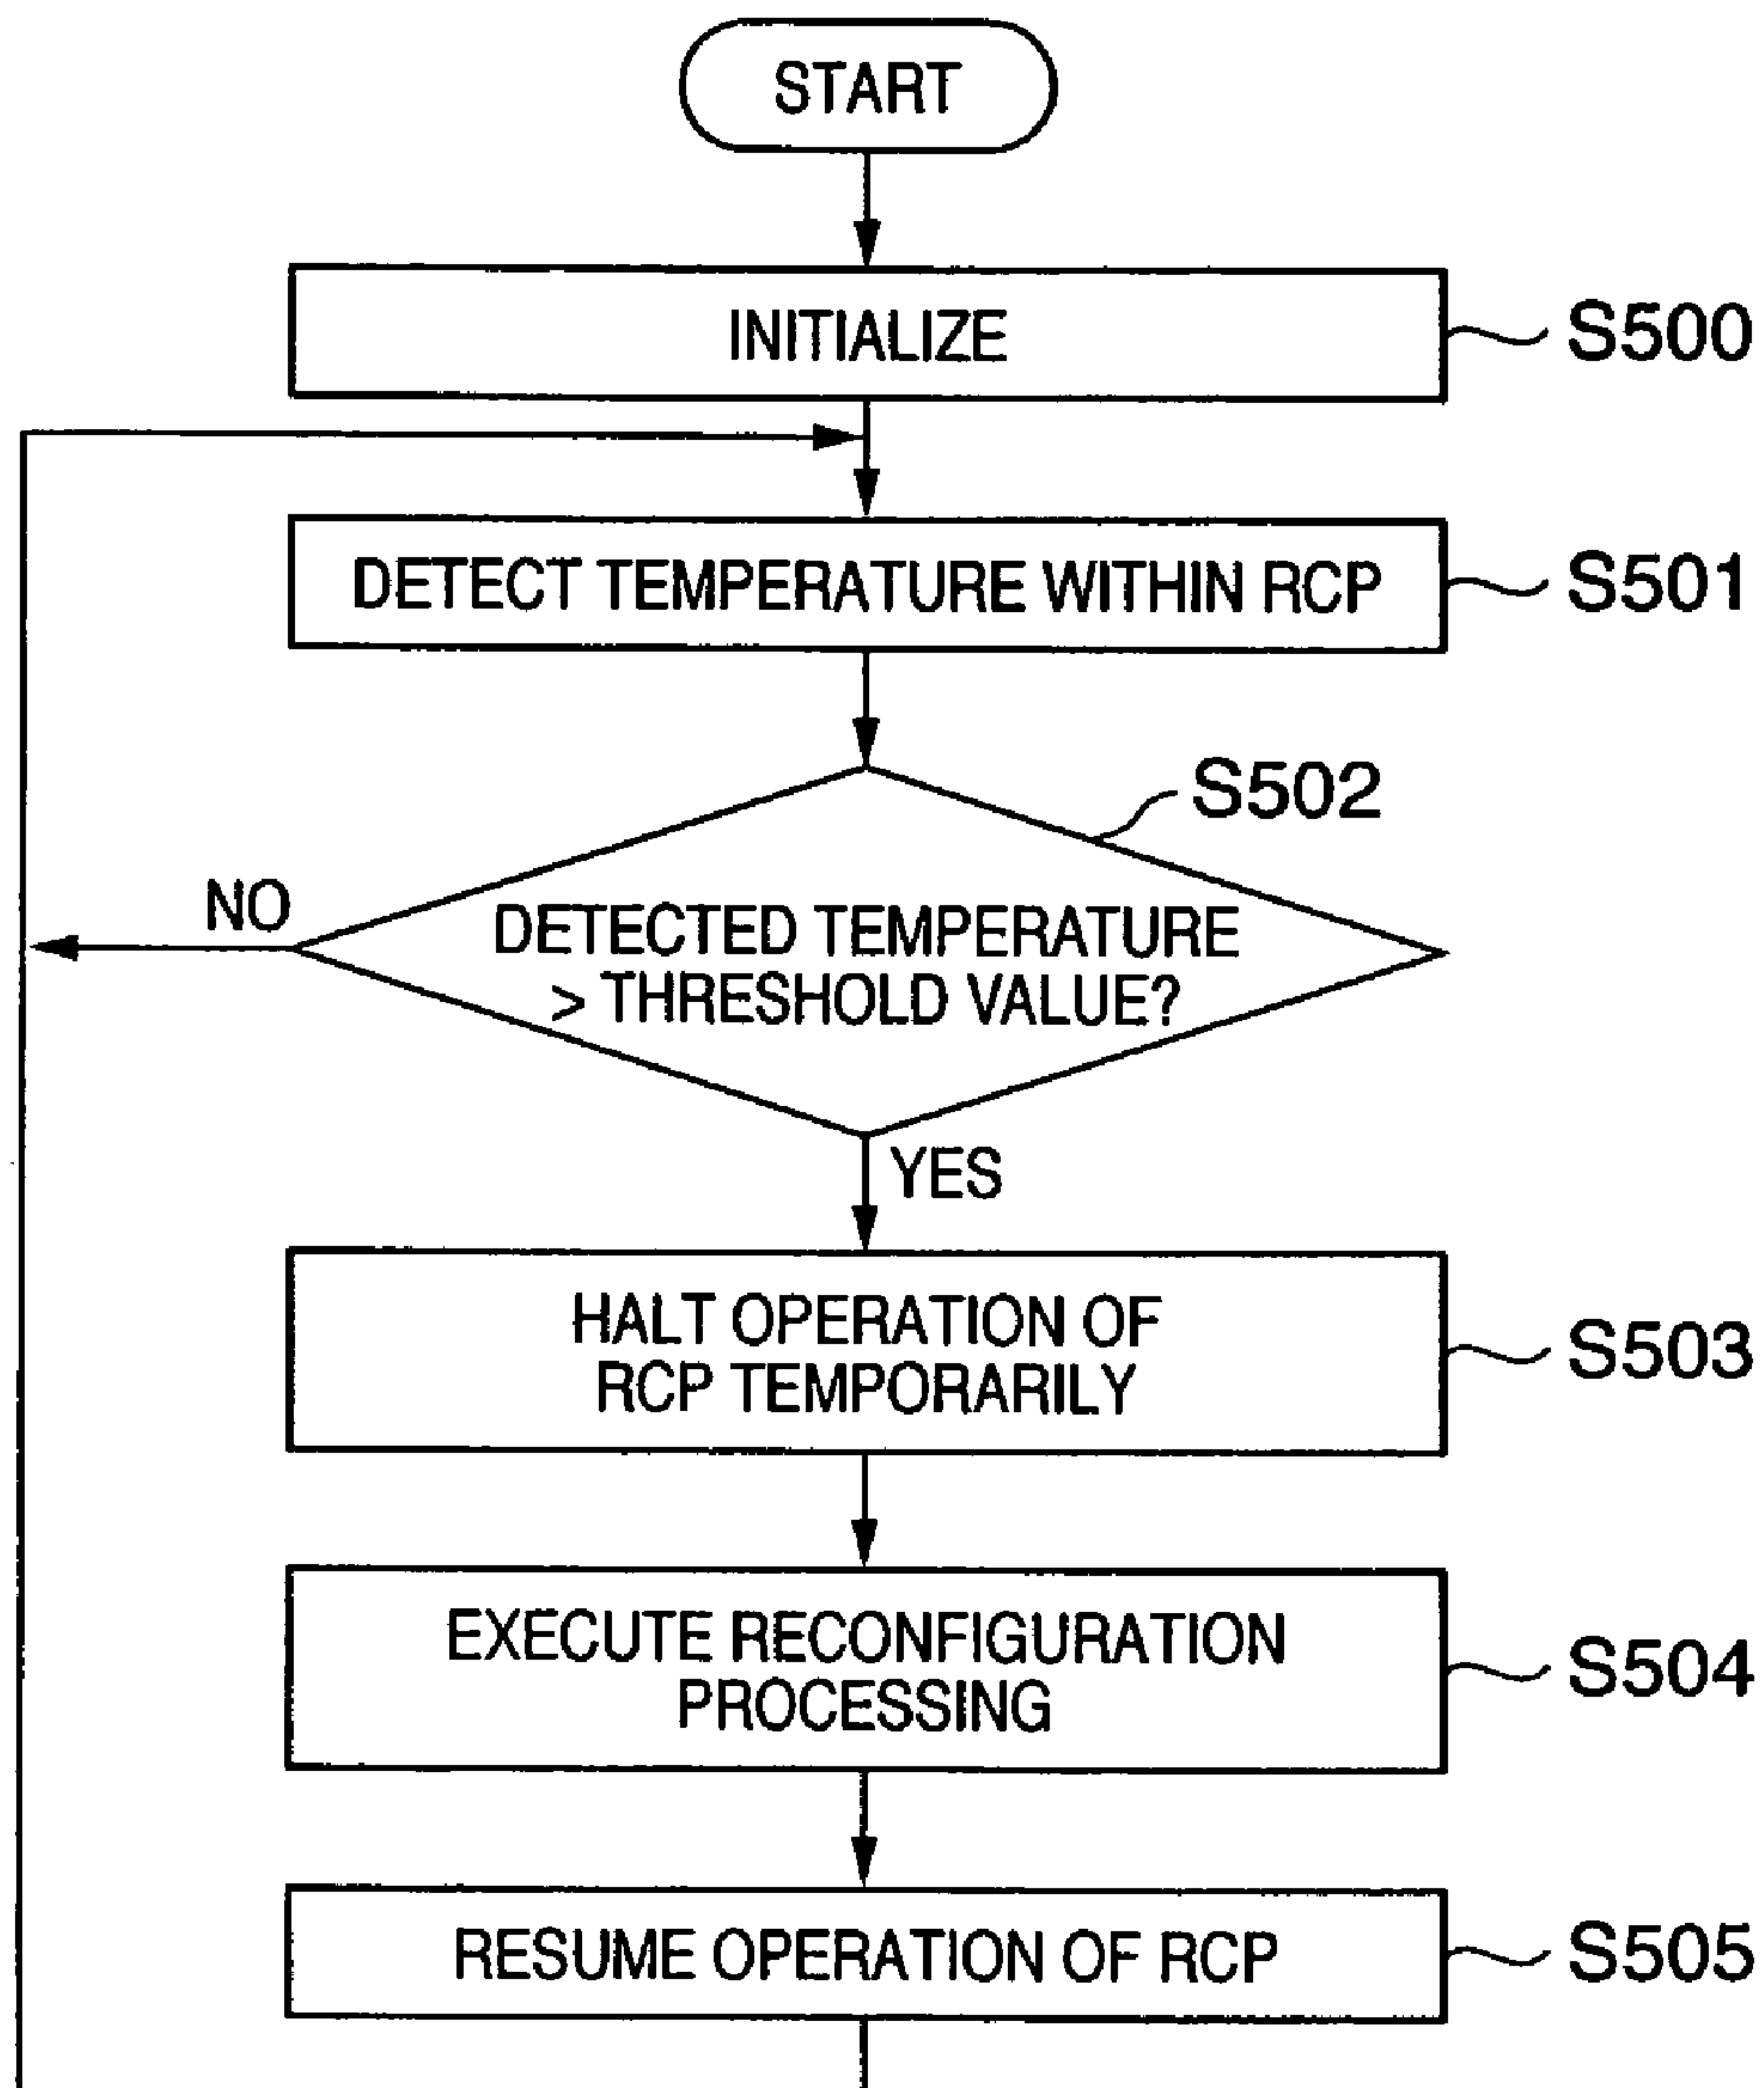 START
INITIALIZE
S500
DETECT TEMPERATURE WITHIN RCP
S501
S502
NO
DETECTED TEMPERATURE
> THRESHOLD VALUE?
YES
HALT OPERATION OF
RCP TEMPORARILY
S503
EXECUTE RECONFIGURATION
PROCESSING
S504
RESUME OPERATION OF RCP
S505